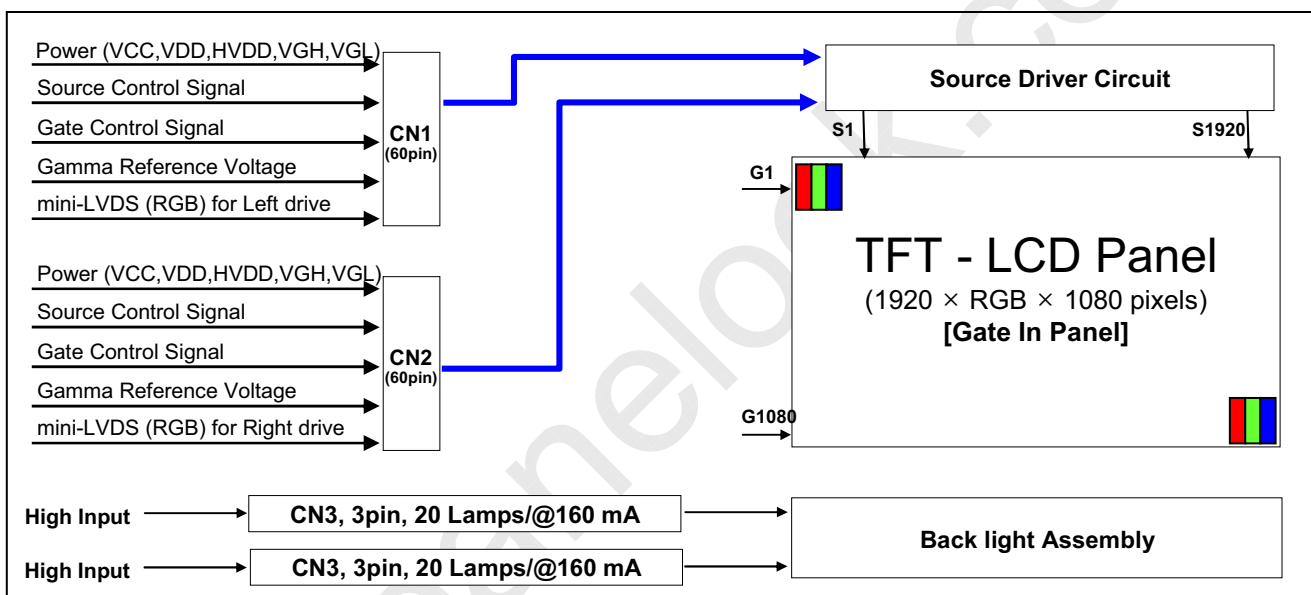 Power (VCC,VDD,HVDD,VGH,VGL)
Source Control Signal
Gate Control Signal
Gamma Reference Voltage
mini-LVDS (RGB) for Left drive
CN1
(60pin)
Power (VCC,VDD,HVDD,VGH,VGL)
Source Control Signal
Gate Control Signal
Gamma Reference Voltage
mini-LVDS (RGB) for Right drive
CN2
(60pin)
Source Driver Circuit
S1
S1920
G1
TFT - LCD Panel
(1920 × RGB × 1080 pixels)
[Gate In Panel]
G1080
High Input
CN3, 3pin, 20 Lamps/@160 mA
High Input
CN3, 3pin, 20 Lamps/@160 mA
Back light Assembly
panelook.co